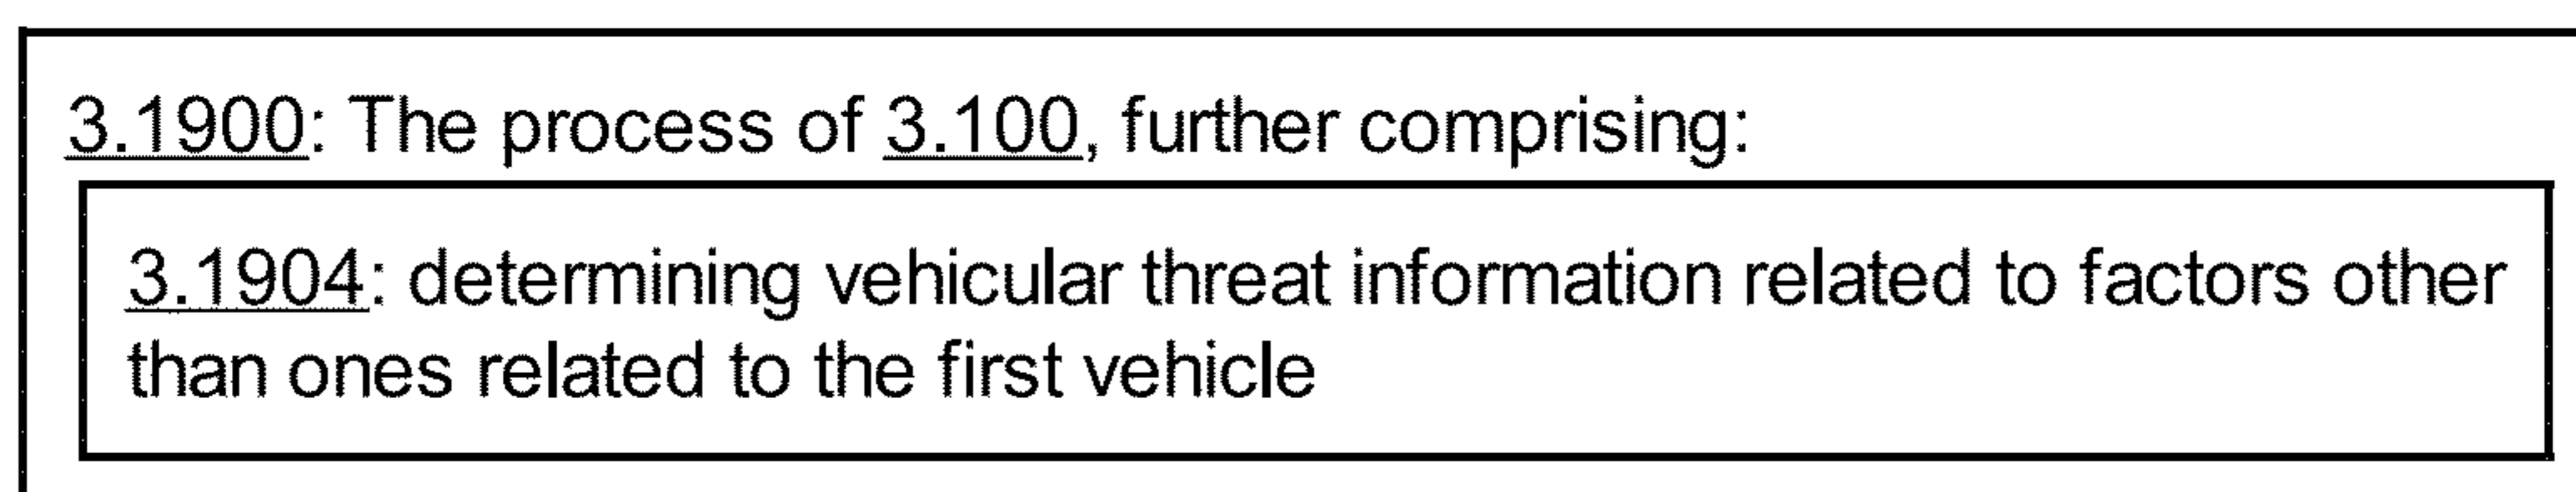 3.1900: The process of 3.100, further comprising:
3.1904: determining vehicular threat information related to factors other
than ones related to the first vehicle